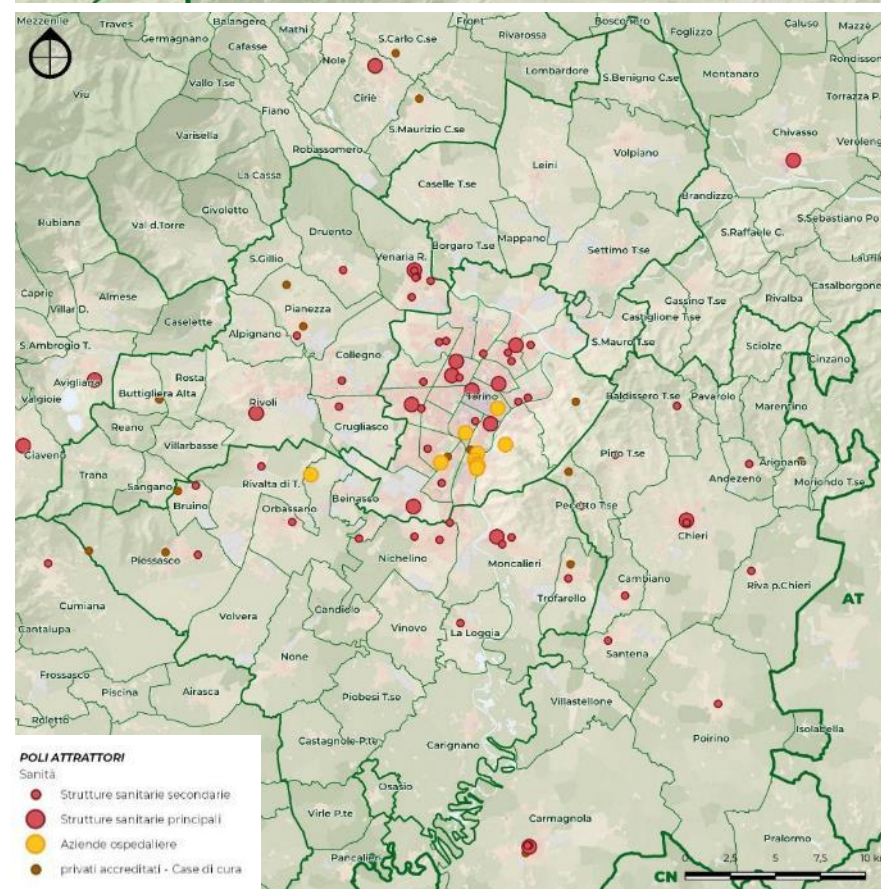 Mezzenile
Traves
Germagnano
Balangero
Cafasse
Mathi
Front
Rivarossa
Bosconero
Foglizzo
Caluso
Mazzè
S.Carlo C.se
Nole
Lombardore
S.Benigno C.se
Montanaro
Viu
Vallo T.se
Ciriè
Torrazza P.
Fiano
Varisella
S.Maurizio C.se
Chivasso
Robassomero
Leini
Volpiano
La Cassa
Caselle T.se
Brandizzo
Givoletto
Rubiana
Val d.Torre
Druento
Borgaro T.se
Mappano
S.Sebastiano Po
S.Raffaele C.
S.Gillio
Venaria R.
Settimo T.se
Caprie
Almese
Villar D.
Pianezza
Gassino T.se
Rivalba
Casalborgone
Caselette
Castiglione T.se
S.Ambrogio T.
Alpignano
S.Mauro T.se
Sciolze
Collegno
Cinzano
Avigliana
Rosta
Valgioie
Buttigliera Alta
Rivoli
Torino
Baldissero T.se
Pavarolo
Marentino
Reano
Grugliasco
Villarbasse
Giaveno
Pino T.se
Arignano
Trana
Andezeno
Moriondo T.se
Sangano
Rivalta di T.
Beinasco
Bruino
Orbassano
Pecetto T.se
Chieri
Piossasco
Nichelino
Moncalieri
Cambiano
Riva p.Chieri
Cumiana
Trofarello
AT
Volvera
Candiolo
Cantalupa
Vinovo
La Loggia
Santena
None
Frossasco
Piscina
Airasca
Piobesi T.se
Villastellone
Roletto
Poirino
Isolabella
Castagnole P.te
Carignano
POLI ATTRATTORI
Sanità
Osasio
Strutture sanitarie secondarie
Virle P.te
Carmagnola
Strutture sanitarie principali
Pralormo
Aziende ospedaliere
Pancalieri
privati accreditati - Case di cura
0 2,5 5 7,5 10
CN